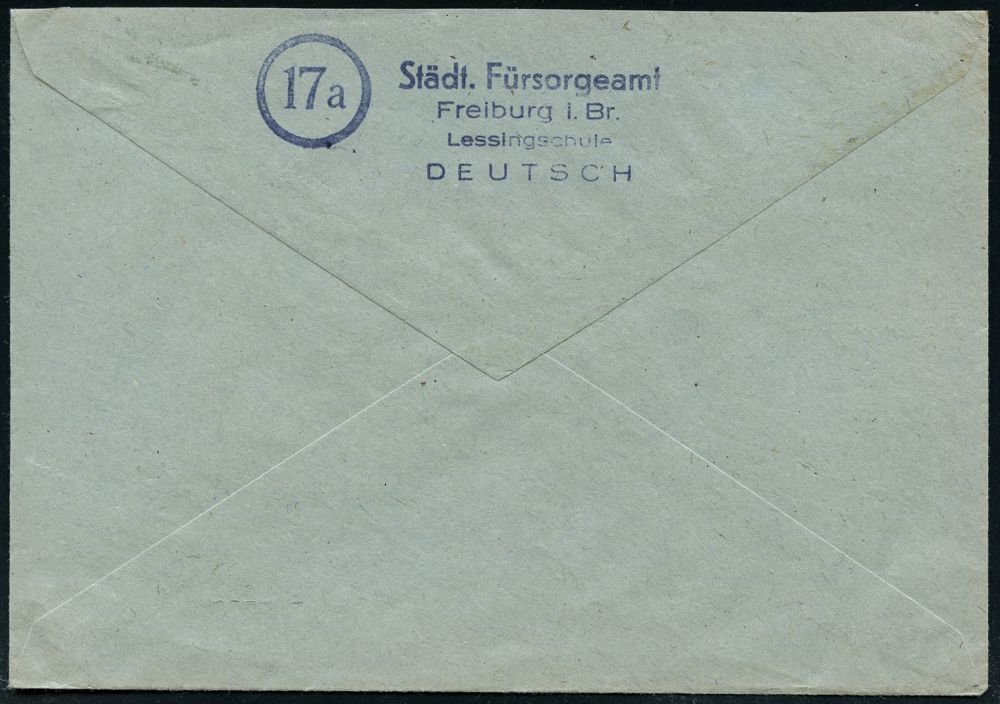 17a
Städt. Fürsorgeamt
Freiburg i. Br.
Lessingschule
DEUTSCH